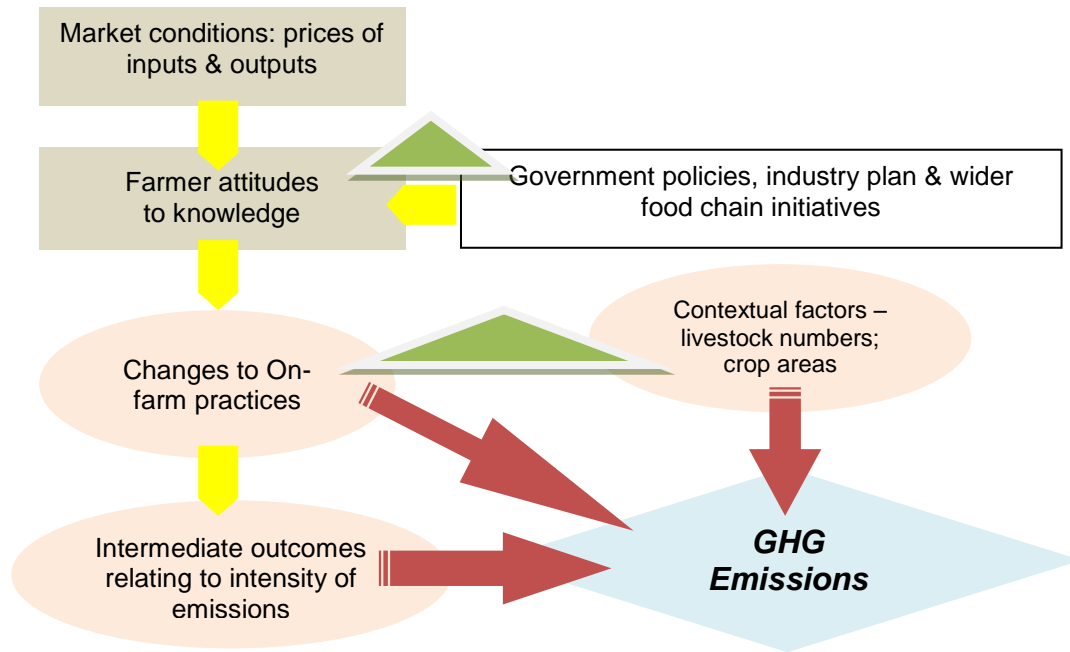 Market conditions: prices of
inputs & outputs
Farmer attitudes
to knowledge
Government policies, industry plan & wider
food chain initiatives
Contextual factors –
livestock numbers;
crop areas
Changes to On-
farm practices
Intermediate outcomes
relating to intensity of
emissions
GHG
Emissions